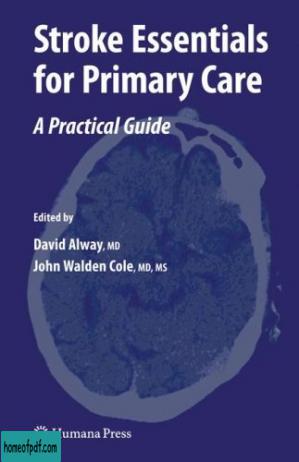 Stroke Essentials
for Primary Care
A Practical Guide
Edited by
David Alway, MD
John Walden Cole, MD, MS
Humana Press
homeofpdf.com